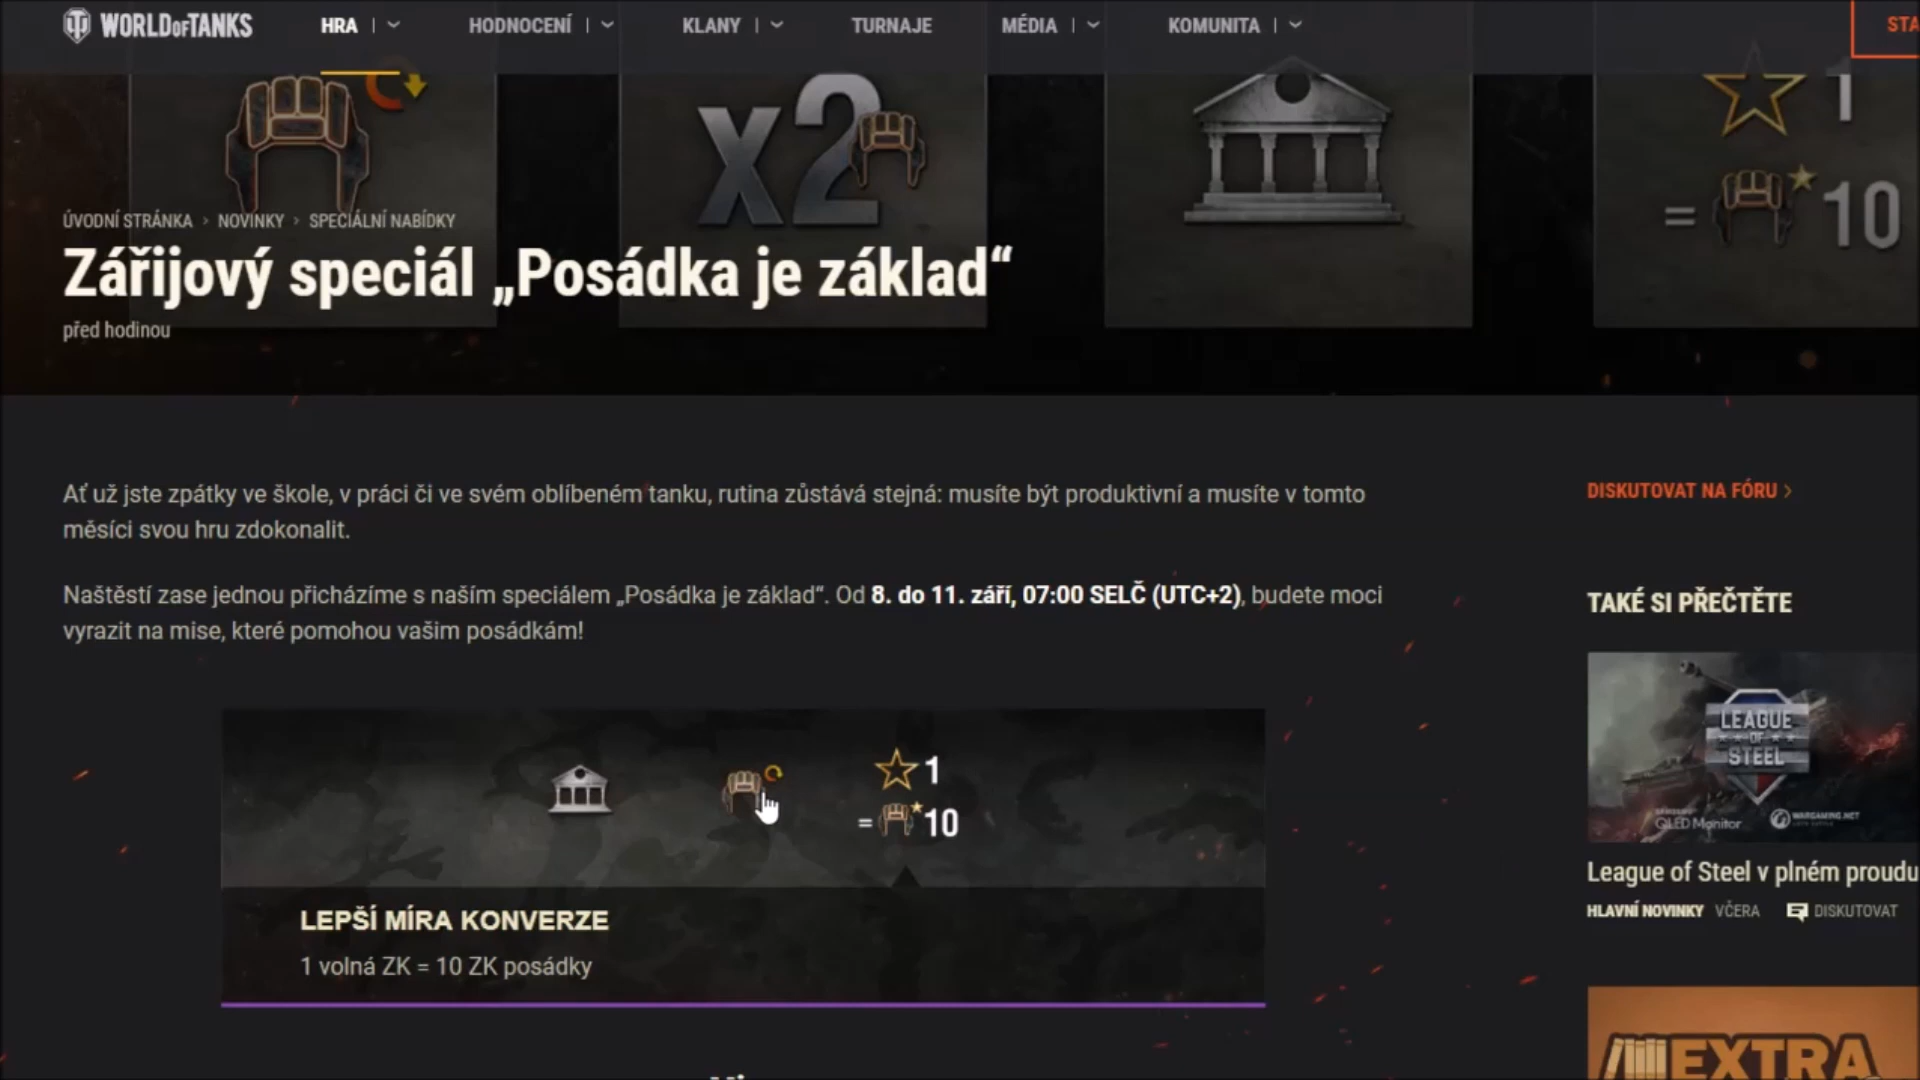 WORLD OF TANKS
HRA
HODNOCENÍ
KLANY
TURNAJE
MÉDIA
KOMUNITA
x2
1
= 10
ÚVODNÍ STRÁNKA > NOVINKY > SPECIÁLNÍ NABÍDKY
Zářijový speciál „Posádka je základ“
před hodinou
Ať už jste zpátky ve škole, v práci či ve svém oblíbeném tanku, rutina zůstává stejná: musíte být produktivní a musíte v tomto
měsíci svou hru zdokonalit.
Naštěstí zase jednou přicházíme s naším speciálem „Posádka je základ“. Od 8. do 11. září, 07:00 SELČ (UTC+2), budete moci
vyrazit na mise, které pomohou vašim posádkám!
1
= 10
LEPŠÍ MÍRA KONVERZE
1 volná ZK = 10 ZK posádky
DISKUTOVAT NA FÓRU >
TAKÉ SI PŘEČTĚTE
LEAGUE
OF
STEEL
QLED Monitor
WARGAMING.NET
League of Steel v plném proudu
HLAVNÍ NOVINKY VČERA DISKUTOVAT
EXTRA